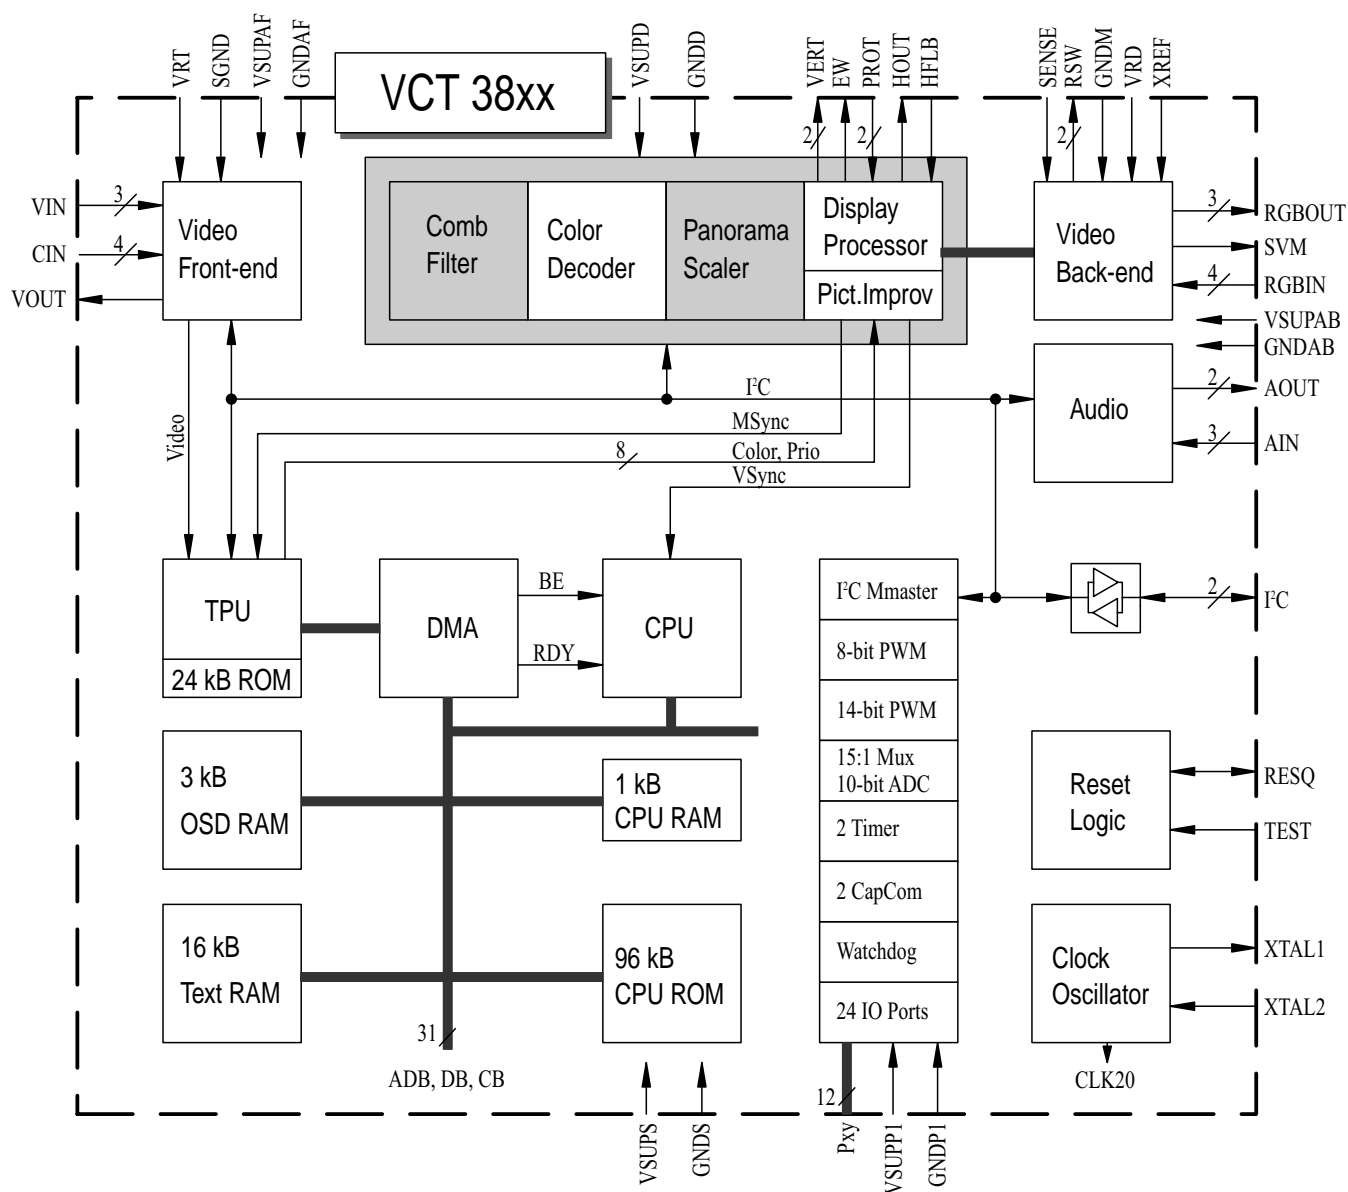 VRT
SGND
VSUPAF
GNDAF
VCT 38xx
VSUPD
GNDD
VERT
EW
PROT
HOUT
HFLB
SENSE
RSW
GNDM
VRD
XREF
2
2
2
VIN
3
CIN
4
VOUT
Video
Front-end
Comb
Filter
Color
Decoder
Panorama
Scaler
Display
Processor
Pict.Improv
Video
Back-end
3
RGBOUT
SVM
4
RGBIN
VSUPAB
GNDAB
I²C
Audio
2
AOUT
3
AIN
Video
MSync
8
Color, Prio
VSync
TPU
24 kB ROM
DMA
BE
RDY
CPU
I²C Mmaster
8-bit PWM
14-bit PWM
15:1 Mux
10-bit ADC
2 Timer
2 CapCom
Watchdog
24 IO Ports
2
I²C
3 kB
OSD RAM
1 kB
CPU RAM
Reset
Logic
RESQ
TEST
16 kB
Text RAM
96 kB
CPU ROM
Clock
Oscillator
XTAL1
XTAL2
31
ADB, DB, CB
CLK20
12
VSUPS
GNDS
Pxy
VSUPP1
GNDP1